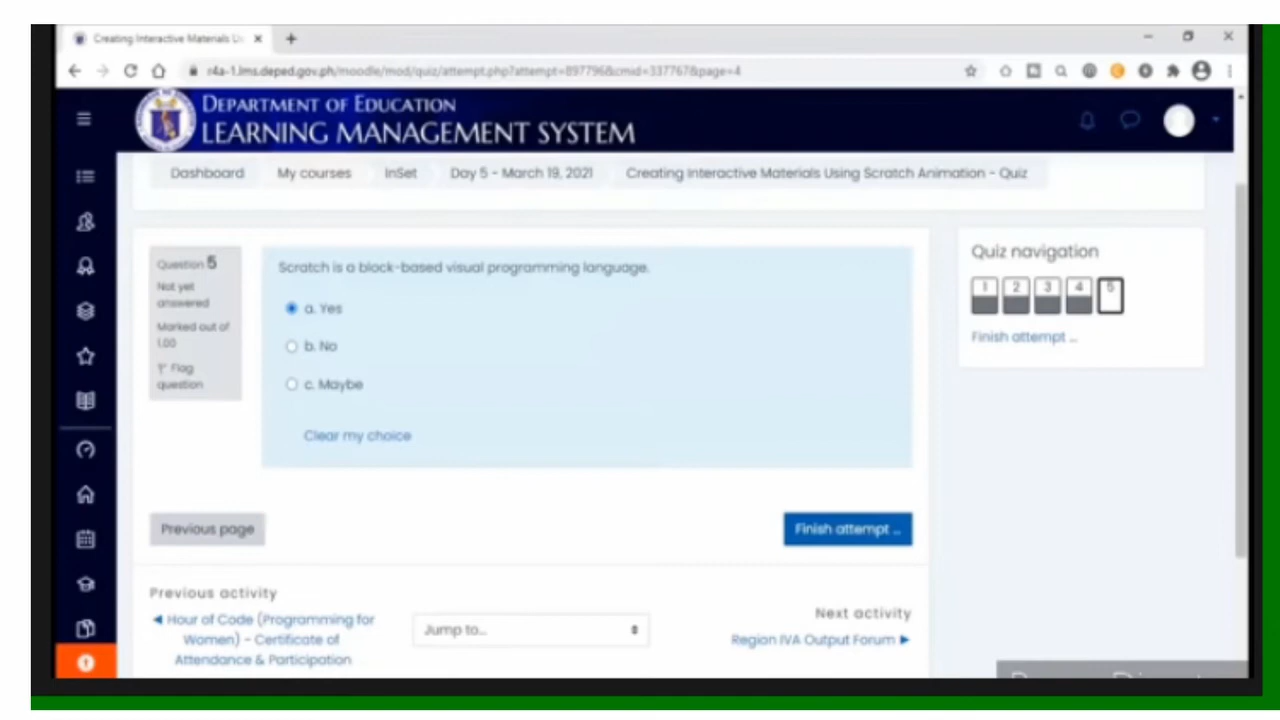 Creating Interactive Materials Us
r4a-1.lms.deped.gov.ph/moodle/mod/quiz/attempt.php?attempt=897796&cmid=337767&page=4
DEPARTMENT OF EDUCATION
LEARNING MANAGEMENT SYSTEM
Dashboard My courses InSet Day 5 - March 19, 2021 Creating Interactive Materials Using Scratch Animation - Quiz
Question 5
Not yet
answered
Marked out of
1.00
Flag
question
Scratch is a block-based visual programming language.
a. Yes
b. No
c. Maybe
Clear my choice
Quiz navigation
1 2 3 4 5
Finish attempt ...
Previous page
Finish attempt ...
Previous activity
◄ Hour of Code (Programming for
Women) - Certificate of
Attendance & Participation
Jump to...
Next activity
Region IVA Output Forum ►